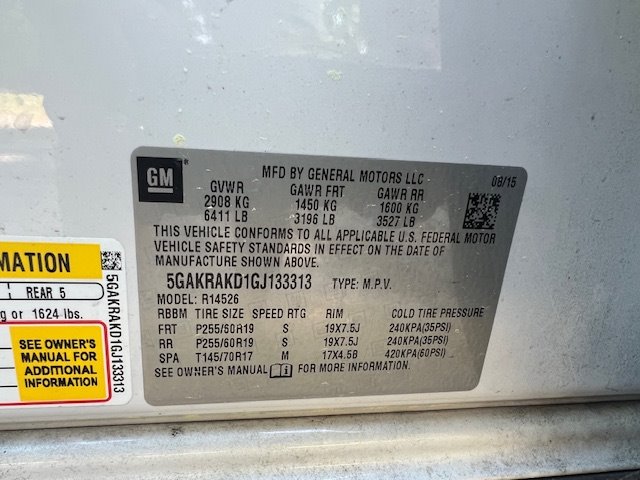 GM
MFD BY GENERAL MOTORS LLC
08/15
GVWR GAWR FRT GAWR RR
2908 KG 1450 KG 1600 KG
6411 LB 3196 LB 3527 LB
THIS VEHICLE CONFORMS TO ALL APPLICABLE U.S. FEDERAL MOTOR
VEHICLE SAFETY STANDARDS IN EFFECT ON THE DATE OF
MANUFACTURE SHOWN ABOVE.
5GAKRAKD1GJ133313 TYPE: M.P.V.
MODEL: R14526
RBBM TIRE SIZE SPEED RTG RIM COLD TIRE PRESSURE
FRT P255/60R19 S 19X7.5J 240KPA(35PSI)
RR P255/60R19 S 19X7.5J 240KPA(35PSI)
SPA T145/70R17 M 17X4.5B 420KPA(60PSI)
SEE OWNER'S MANUAL FOR MORE INFORMATION.
MATION
REAR 5
g or 1624 lbs.
SEE OWNER'S
MANUAL FOR
ADDITIONAL
INFORMATION
5GAKRAKD1GJ133313